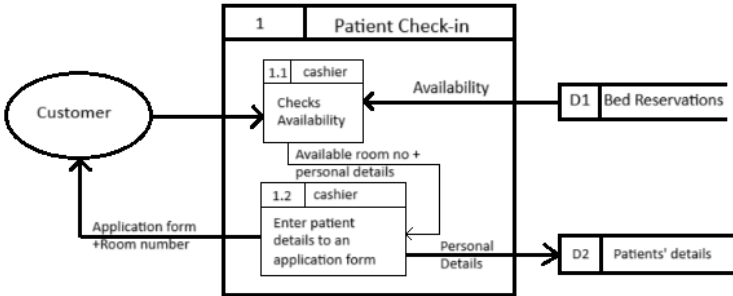 1 Patient Check-in
1.1 cashier
Checks
Availability
Customer
Availability
D1 Bed Reservations
Available room no +
personal details
1.2 cashier
Enter patient
details to an
application form
Application form
+Room number
Personal
Details
D2 Patients' details